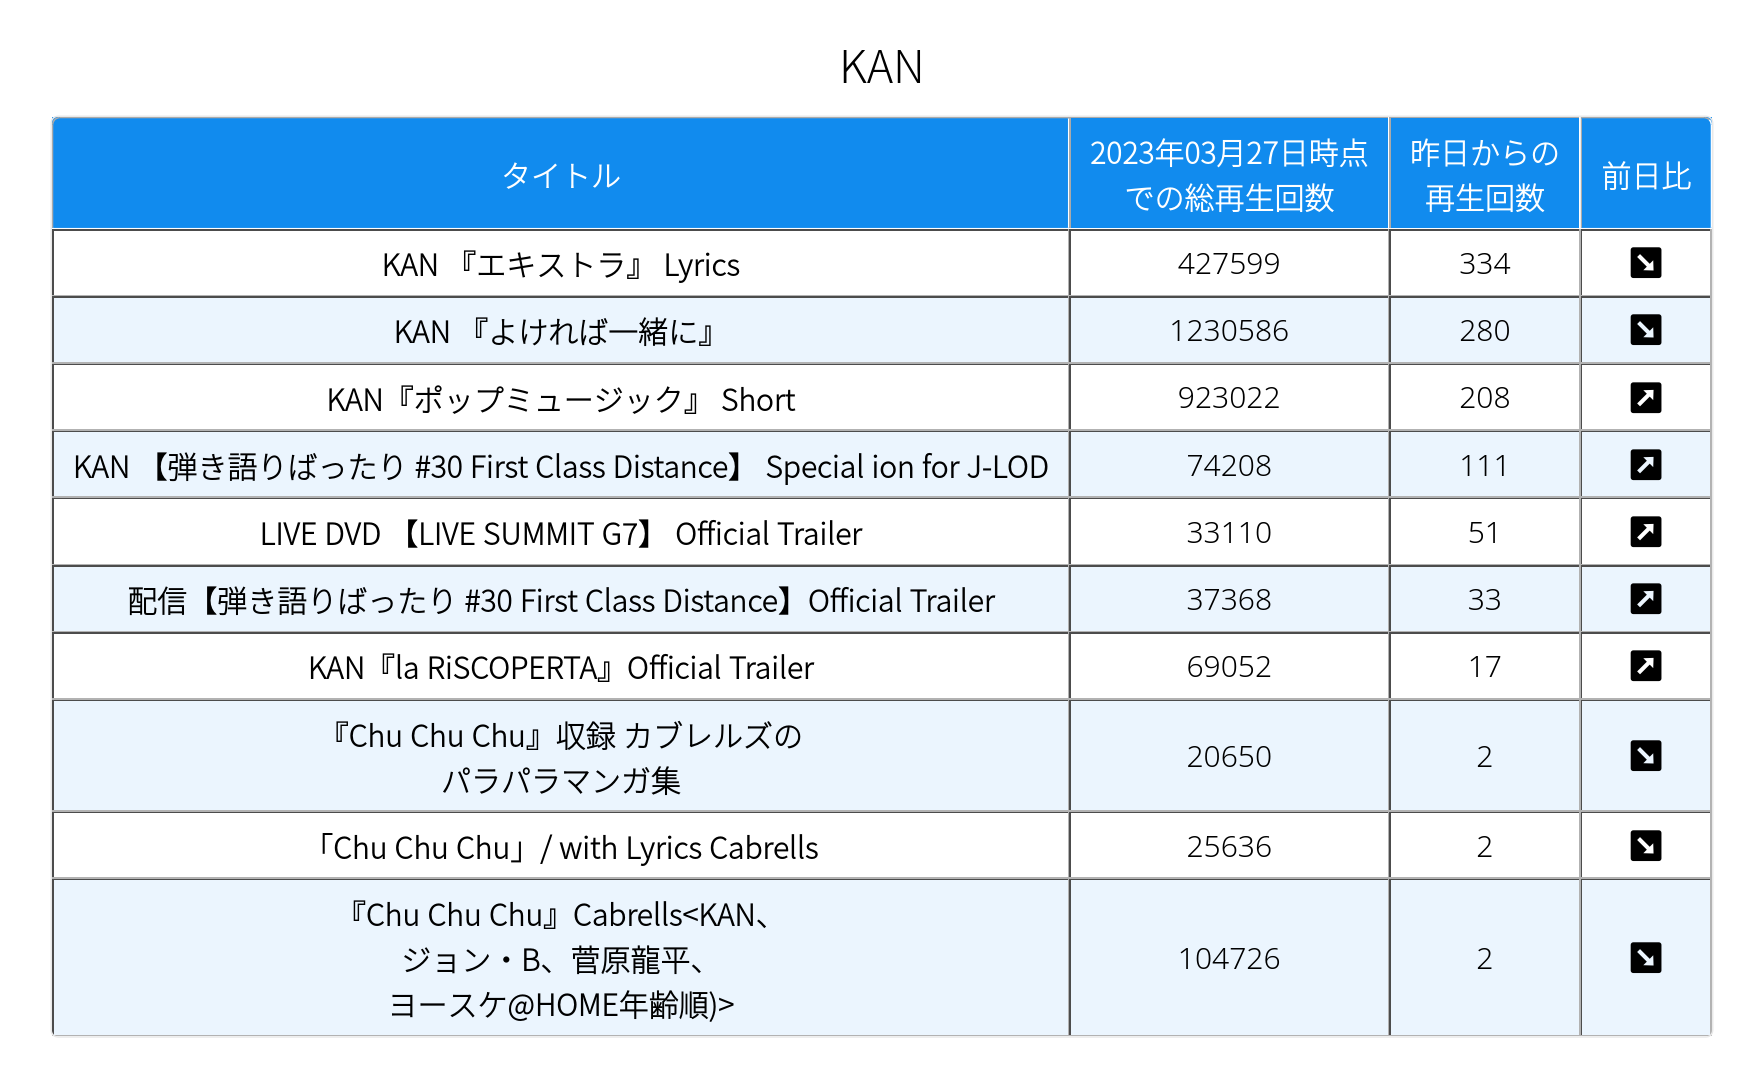 KAN
タイトル
2023年03月27日時点
での総再生回数
昨日からの
再生回数
前日比
KAN 『エキストラ』 Lyrics
427599
334
KAN 『よければ一緒に』
1230586
280
KAN『ポップミュージック』 Short
923022
208
KAN 【弾き語りばったり #30 First Class Distance】 Special ion for J-LOD
74208
111
LIVE DVD 【LIVE SUMMIT G7】 Official Trailer
33110
51
配信【弾き語りばったり #30 First Class Distance】Official Trailer
37368
33
KAN『la RiSCOPERTA』Official Trailer
69052
17
『Chu Chu Chu』収録 カブレルズの
パラパラマンガ集
20650
2
「Chu Chu Chu」/ with Lyrics Cabrells
25636
2
『Chu Chu Chu』Cabrells<KAN、
ジョン・B、菅原龍平、
ヨースケ@HOME年齢順)>
104726
2